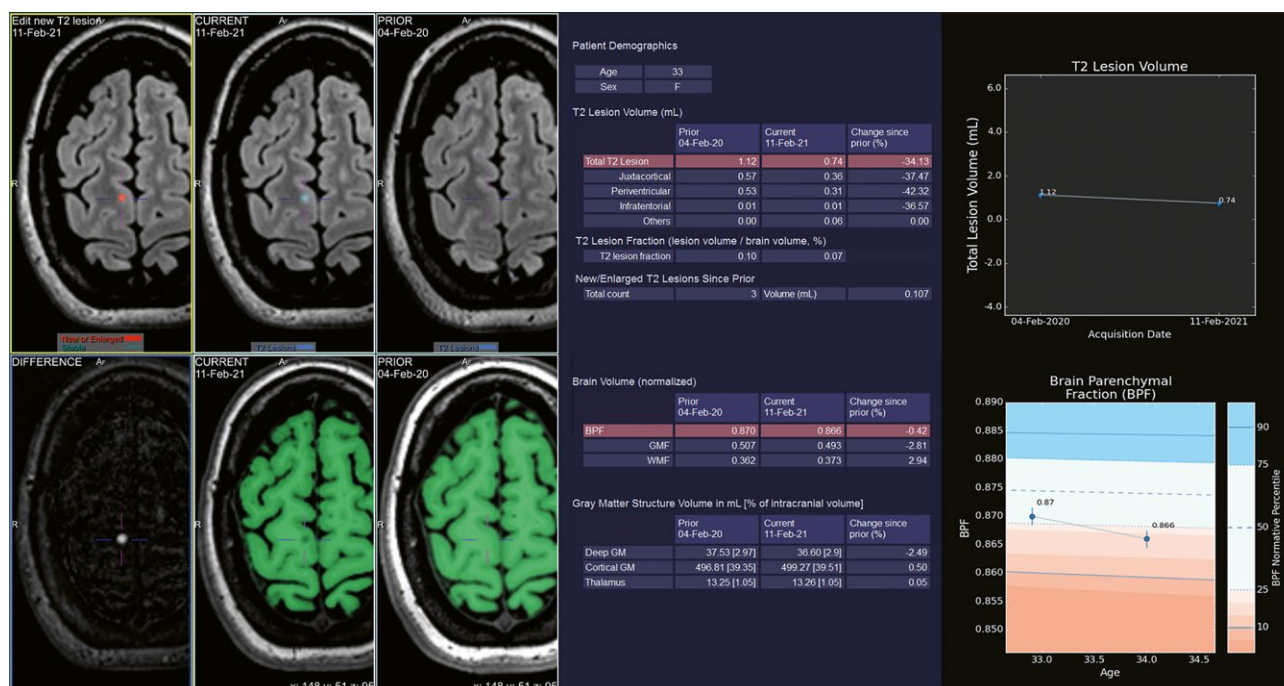 Edit new T2 lesion
11-Feb-21
R
New or Enlarged
Stable
CURRENT
11-Feb-21
T2 Lesions
PRIOR
04-Feb-20
T2 Lesions
DIFFERENCE
R
CURRENT
11-Feb-21
R
PRIOR
04-Feb-20
R
Patient Demographics
Age 33
Sex F
T2 Lesion Volume (mL)
Prior 04-Feb-20 Current 11-Feb-21 Change since prior (%)
Total T2 Lesion 1.12 0.74 -34.13
Juxtacortical 0.57 0.36 -37.47
Periventricular 0.53 0.31 -42.32
Infratentorial 0.01 0.01 -36.57
Others 0.00 0.06 0.00
T2 Lesion Fraction (lesion volume / brain volume, %)
T2 lesion fraction 0.10 0.07
New/Enlarged T2 Lesions Since Prior
Total count 3 Volume (mL) 0.107
Brain Volume (normalized)
Prior 04-Feb-20 Current 11-Feb-21 Change since prior (%)
BPF 0.870 0.866 -0.42
GMF 0.507 0.493 -2.81
WMF 0.362 0.373 2.94
Gray Matter Structure Volume in mL [% of intracranial volume]
Prior 04-Feb-20 Current 11-Feb-21 Change since prior (%)
Deep GM 37.53 [2.97] 36.60 [2.9] -2.49
Cortical GM 496.81 [39.35] 499.27 [39.51] 0.50
Thalamus 13.25 [1.05] 13.26 [1.05] 0.05
T2 Lesion Volume
Total Lesion Volume (mL)
6.0
4.0
2.0
0.0
-2.0
-4.0
1.12
0.74
04-Feb-2020 11-Feb-2021
Acquisition Date
Brain Parenchymal
Fraction (BPF)
BPF
0.890
0.885
0.880
0.875
0.870
0.865
0.860
0.855
0.850
0.87
0.866
33.0 33.5 34.0 34.5
Age
90
75
50
25
10
BPF Normative Percentile